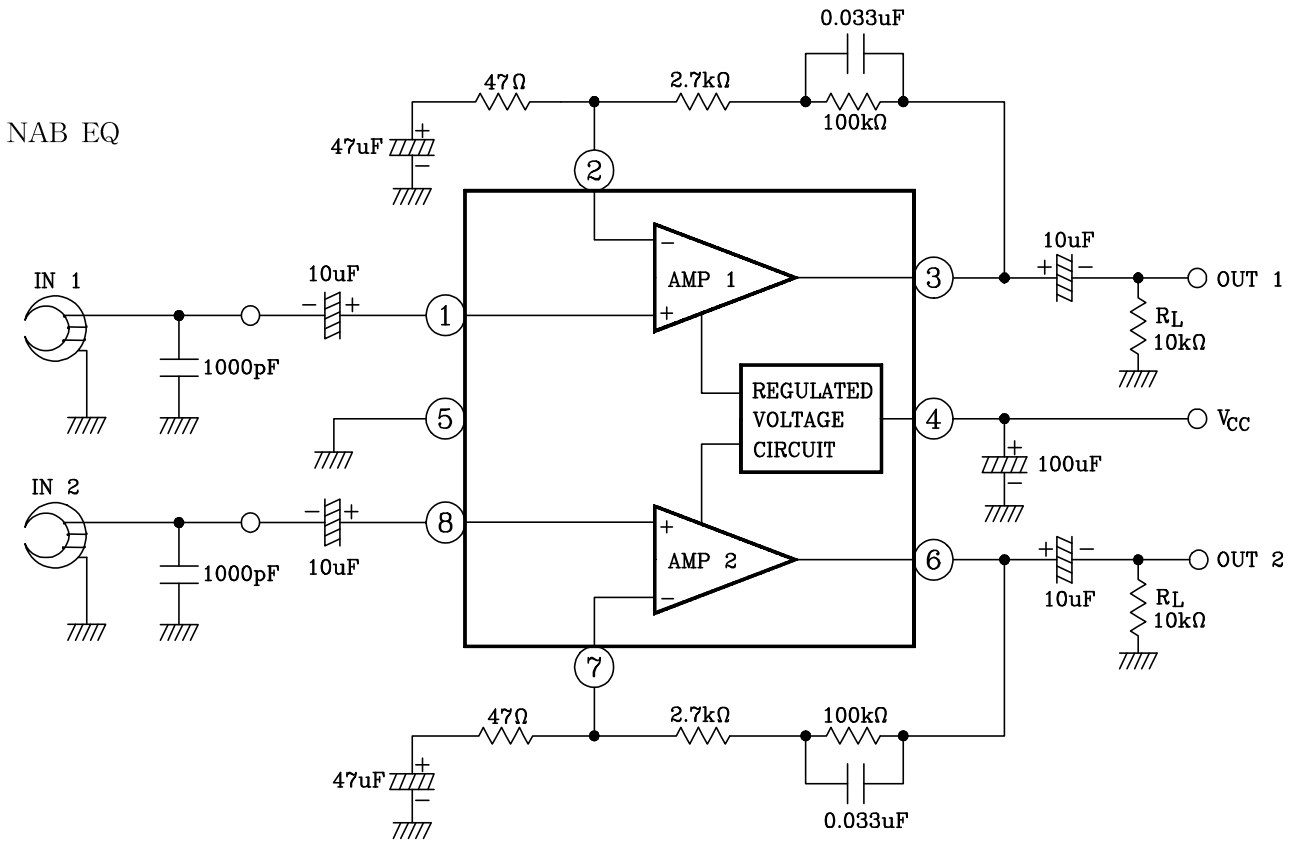 0.033uF
47Ω
2.7kΩ
100kΩ
NAB EQ
+
47uF
−
2
−
10uF
IN 1
10uF
AMP 1
3
+ −
OUT 1
− +
1
+
RL
10kΩ
1000pF
REGULATED
VOLTAGE
CIRCUIT
5
4
VCC
+
100uF
−
IN 2
− +
8
+
10uF
AMP 2
6
+ −
OUT 2
1000pF
−
10uF
RL
10kΩ
7
47Ω
2.7kΩ
100kΩ
+
47uF
−
0.033uF